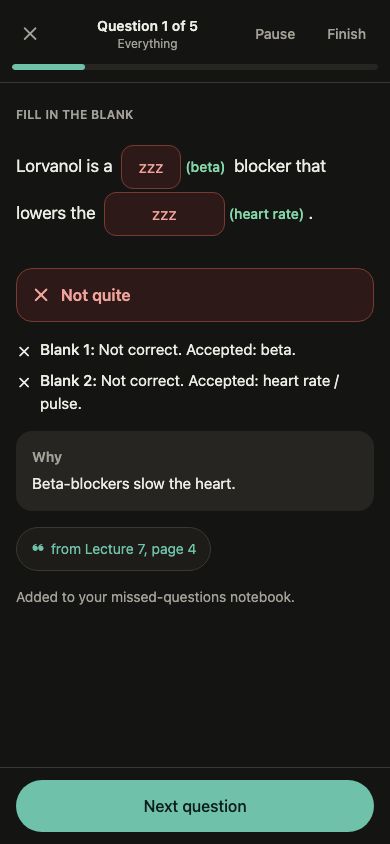 Question 1 of 5
Everything
Pause
Finish
FILL IN THE BLANK
Lorvanol is a zzz (beta) blocker that
lowers the zzz (heart rate) .
Not quite
Blank 1: Not correct. Accepted: beta.
Blank 2: Not correct. Accepted: heart rate /
pulse.
Why
Beta-blockers slow the heart.
from Lecture 7, page 4
Added to your missed-questions notebook.
Next question